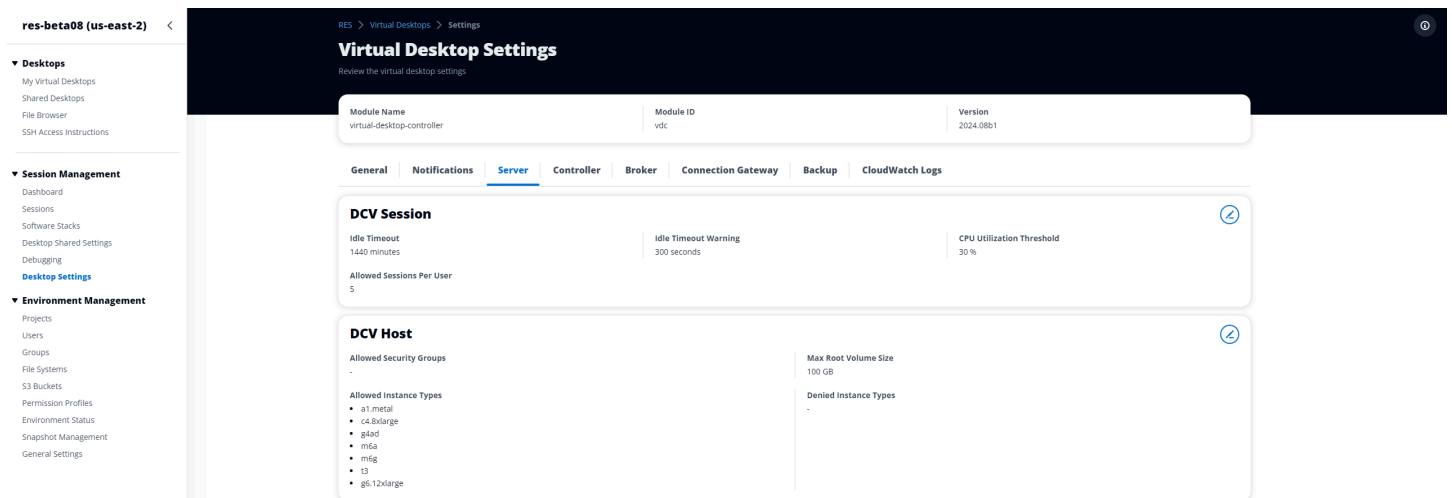 res-beta08 (us-east-2)
Desktops
My Virtual Desktops
Shared Desktops
File Browser
SSH Access Instructions
Session Management
Dashboard
Sessions
Software Stacks
Desktop Shared Settings
Debugging
Desktop Settings
Environment Management
Projects
Users
Groups
File Systems
S3 Buckets
Permission Profiles
Environment Status
Snapshot Management
General Settings
RES > Virtual Desktops > Settings
Virtual Desktop Settings
Review the virtual desktop settings
Module Name
virtual-desktop-controller
Module ID
vdc
Version
2024.08b1
General Notifications Server Controller Broker Connection Gateway Backup CloudWatch Logs
DCV Session
Idle Timeout
1440 minutes
Idle Timeout Warning
300 seconds
CPU Utilization Threshold
30 %
Allowed Sessions Per User
5
DCV Host
Allowed Security Groups
-
Max Root Volume Size
100 GB
Allowed Instance Types
• a1.metal
• c4.8xlarge
• g4ad
• m6a
• m6g
• t3
• g6.12xlarge
Denied Instance Types
-